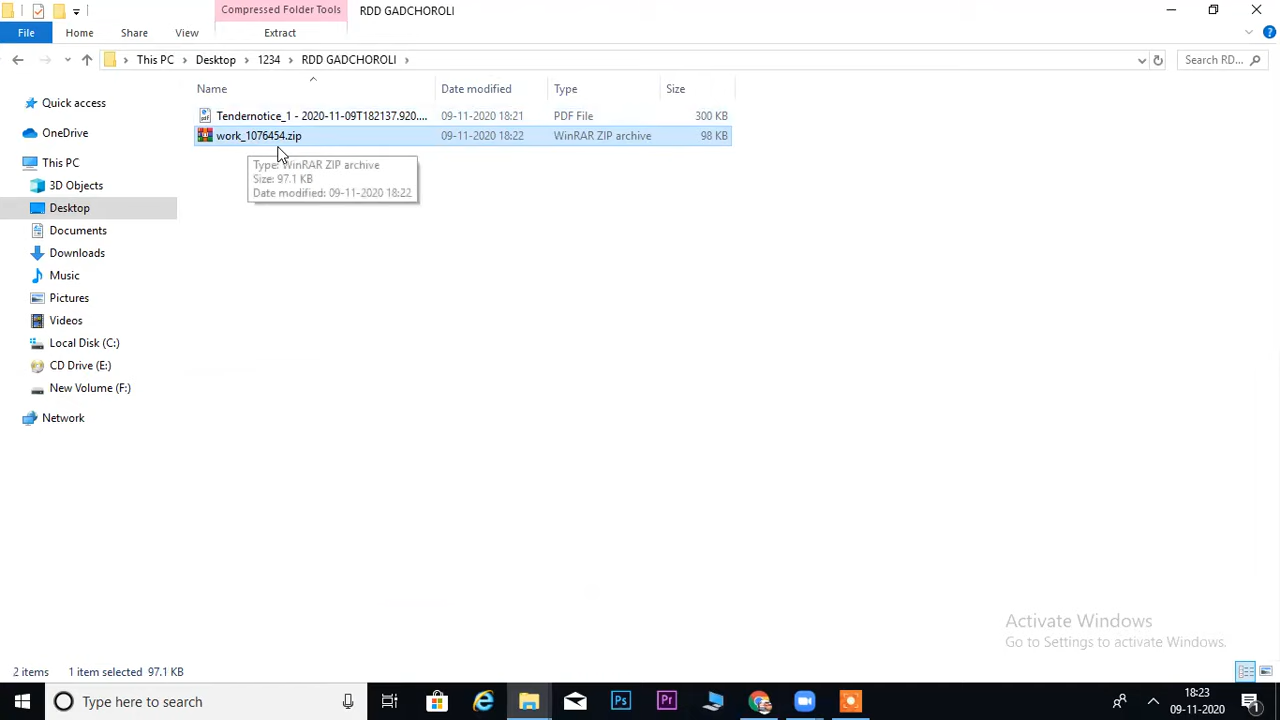 Compressed Folder Tools
RDD GADCHOROLI
File
Home
Share
View
Extract
This PC
Desktop
1234
RDD GADCHOROLI
Search RD...
Name
Date modified
Type
Size
Tendernotice_1 - 2020-11-09T182137.920....
09-11-2020 18:21
PDF File
300 KB
work_1076454.zip
09-11-2020 18:22
WinRAR ZIP archive
98 KB
Type: WinRAR ZIP archive
Size: 97.1 KB
Date modified: 09-11-2020 18:22
Quick access
OneDrive
This PC
3D Objects
Desktop
Documents
Downloads
Music
Pictures
Videos
Local Disk (C:)
CD Drive (E:)
New Volume (F:)
Network
Activate Windows
Go to Settings to activate Windows.
2 items
1 item selected 97.1 KB
Type here to search
Ps
Pr
18:23
09-11-2020
1